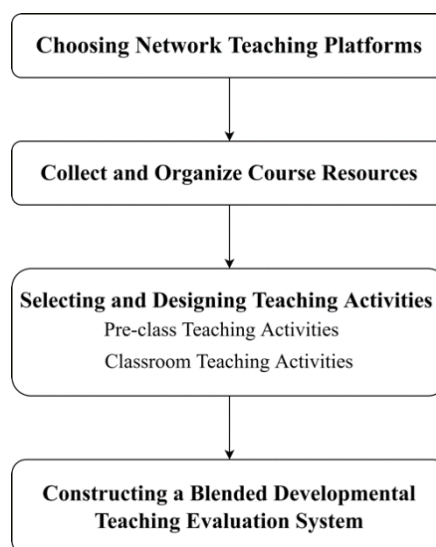 Choosing Network Teaching Platforms
Collect and Organize Course Resources
Selecting and Designing Teaching Activities
Pre-class Teaching Activities
Classroom Teaching Activities
Constructing a Blended Developmental
Teaching Evaluation System